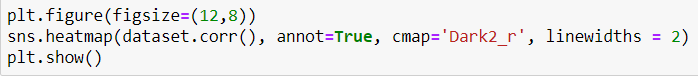 plt.figure(figsize=(12,8))
sns.heatmap(dataset.corr(), annot=True, cmap='Dark2_r', linewidths = 2)
plt.show()